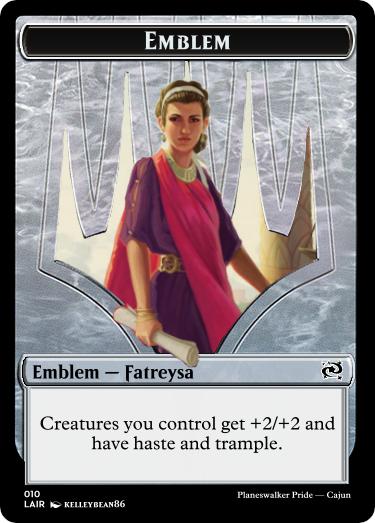 Emblem
Emblem — Fatreysa
Creatures you control get +2/+2 and
have haste and trample.
010
LAIR KELLEYBEAN86
Planeswalker Pride — Cajun